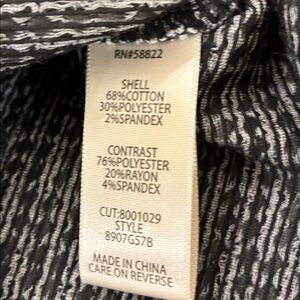 RN#58822
SHELL
68%COTTON
30%POLYESTER
2%SPANDEX
CONTRAST
76%POLYESTER
20%RAYON
4%SPANDEX
CUT:8001029
STYLE
8907G57B
MADE IN CHINA
CARE ON REVERSE